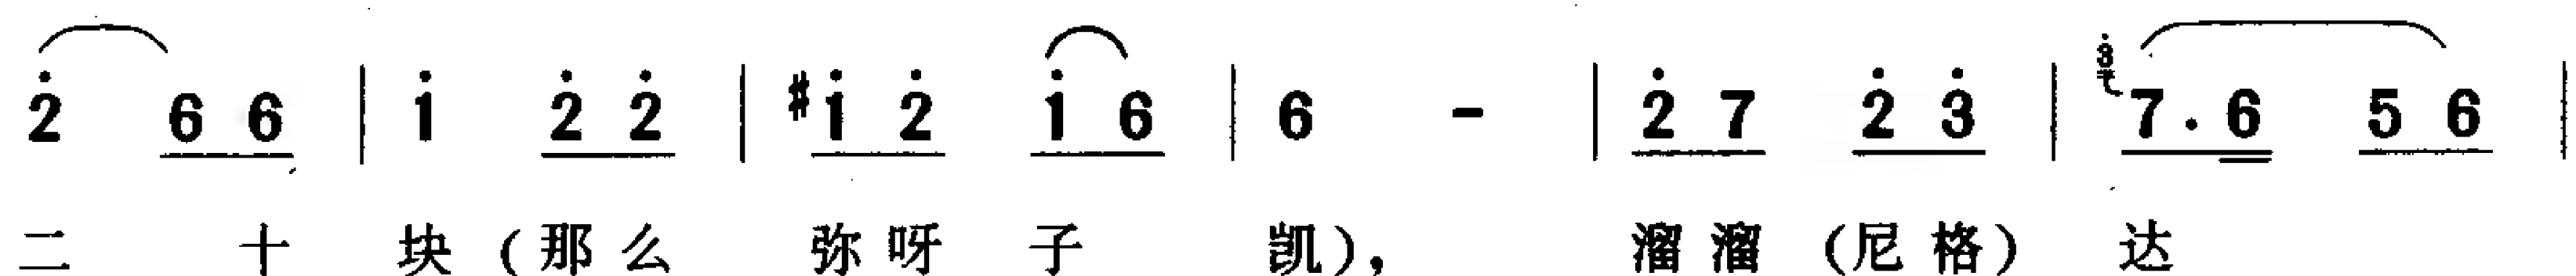 2̇ 6 6 | 1̇ 2̇ 2̇ | #1̇ 2̇ 1̇ 6 | 6 - | 2̇ 7 2̇ 3̇ | 3̇ 7. 6 5 6 |
二 十 块 (那 么 弥 呀 子 凯), 溜 溜 (尼 格) 达